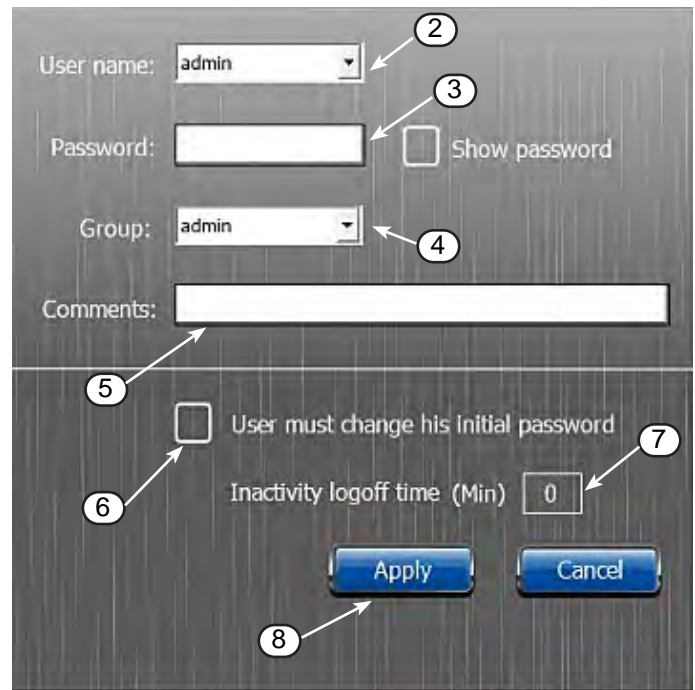 2
User name: admin
3
Password:
Show password
Group: admin
4
Comments:
5
User must change his initial password
7
6
Inactivity logoff time (Min) 0
Apply Cancel
8